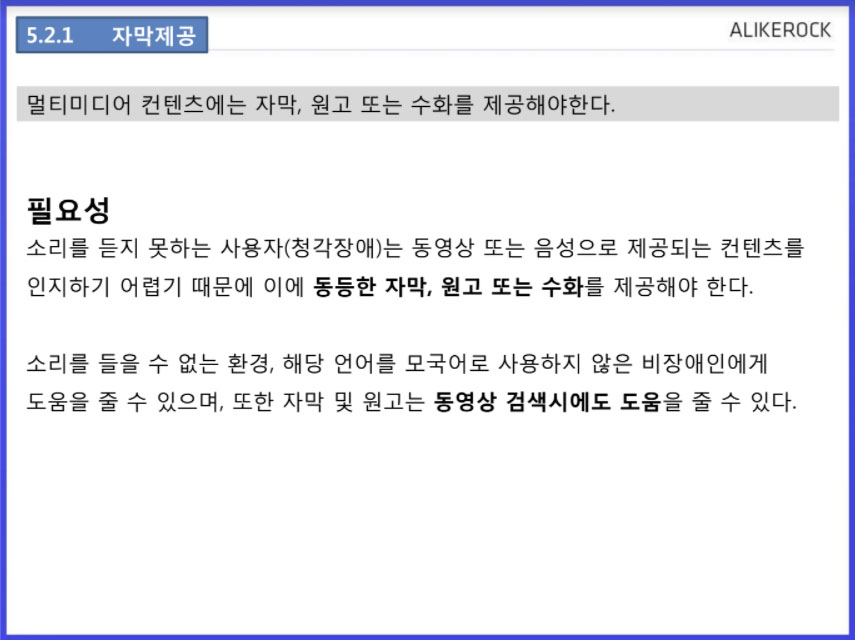 5.2.1 자막제공
ALIKEROCK
멀티미디어 컨텐츠에는 자막, 원고 또는 수화를 제공해야한다.
필요성
소리를 듣지 못하는 사용자(청각장애)는 동영상 또는 음성으로 제공되는 컨텐츠를
인지하기 어렵기 때문에 이에 동등한 자막, 원고 또는 수화를 제공해야 한다.
소리를 들을 수 없는 환경, 해당 언어를 모국어로 사용하지 않은 비장애인에게
도움을 줄 수 있으며, 또한 자막 및 원고는 동영상 검색시에도 도움을 줄 수 있다.